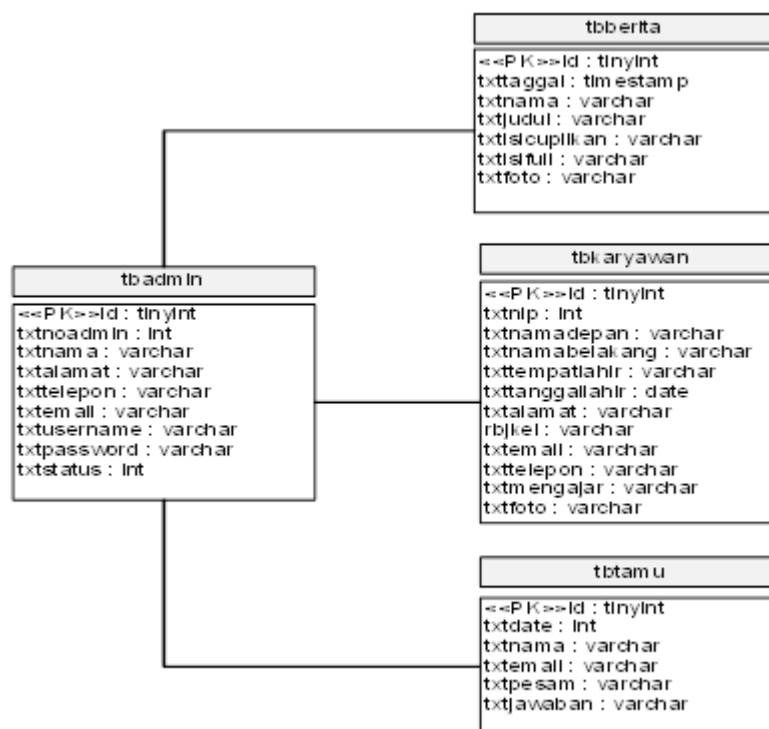 tbberita
<<PK>>id : tinyint
txttaggal : timestamp
txtnama : varchar
txtjudul : varchar
txtisicuplikan : varchar
txtisifull : varchar
txtfoto : varchar
tbadmin
<<PK>>id : tinyint
txtnoadmin : int
txtnama : varchar
txtalamat : varchar
txttelepon : varchar
txtemail : varchar
txtusername : varchar
txtpassword : varchar
txtstatus : int
tbkaryawan
<<PK>>id : tinyint
txtnip : int
txtnamadepan : varchar
txtnamabelakang : varchar
txttempatlahir : varchar
txttanggallahir : date
txtalamat : varchar
rbjkel : varchar
txtemail : varchar
txttelepon : varchar
txtmengajar : varchar
txtfoto : varchar
tbtamu
<<PK>>id : tinyint
txtdate : int
txtnama : varchar
txtemail : varchar
txtpesam : varchar
txtjawaban : varchar